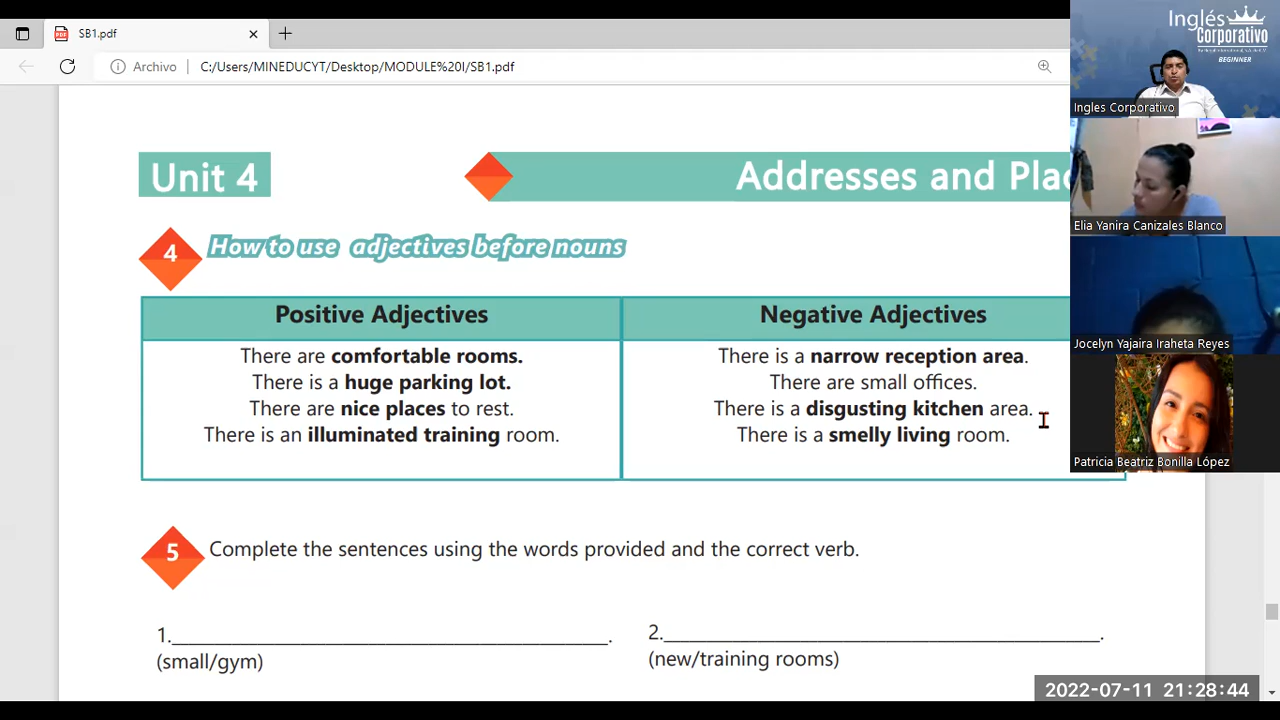 SB1.pdf
Archivo
C:/Users/MINEDUCYT/Desktop/MODULE%20I/SB1.pdf
Inglés
Corporativo
BEGINNER
Ingles Corporativo
Elia Yanira Canizales Blanco
Jocelyn Yajaira Iraheta Reyes
Patricia Beatriz Bonilla López
Unit 4
Addresses and Plac
4
How to use adjectives before nouns
Positive Adjectives
There are comfortable rooms.
There is a huge parking lot.
There are nice places to rest.
There is an illuminated training room.
Negative Adjectives
There is a narrow reception area.
There are small offices.
There is a disgusting kitchen area.
There is a smelly living room.
5
Complete the sentences using the words provided and the correct verb.
1.________________________________________.
(small/gym)
2.________________________________________.
(new/training rooms)
2022-07-11 21:28:44